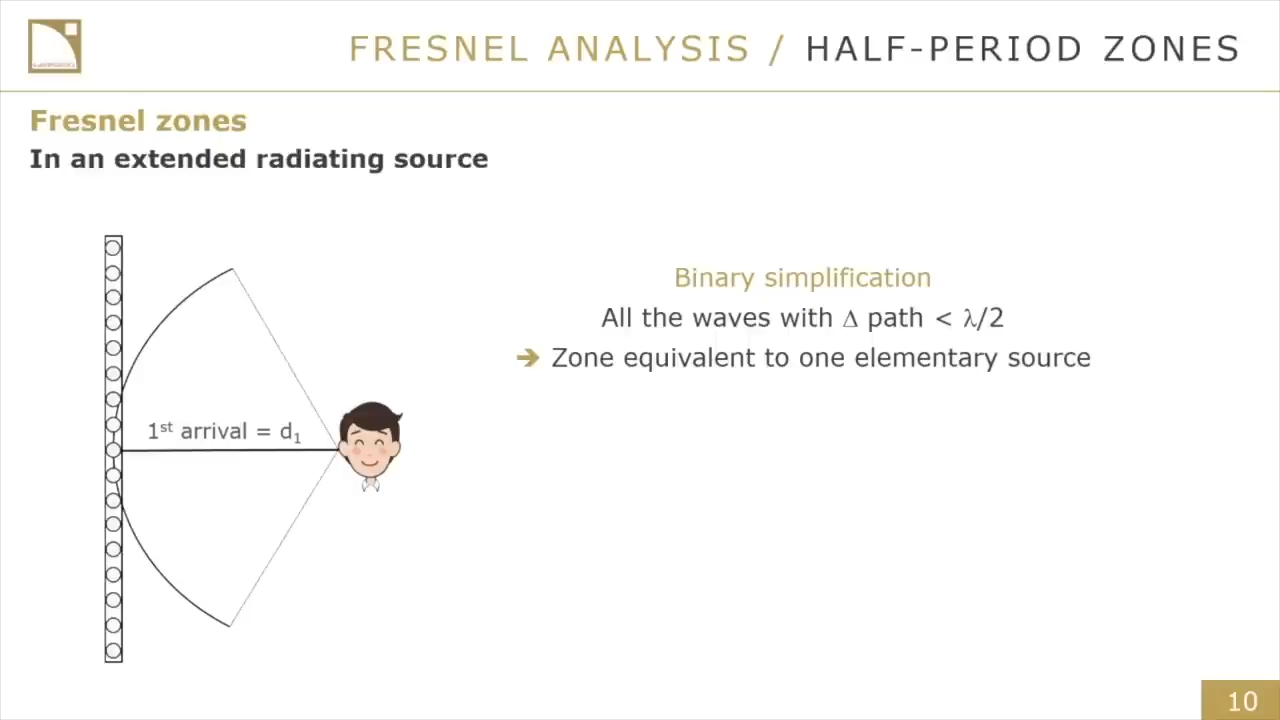 FRESNEL ANALYSIS / HALF-PERIOD ZONES
Fresnel zones
In an extended radiating source
Binary simplification
All the waves with Δ path < λ/2
➔ Zone equivalent to one elementary source
1st arrival = d1
10